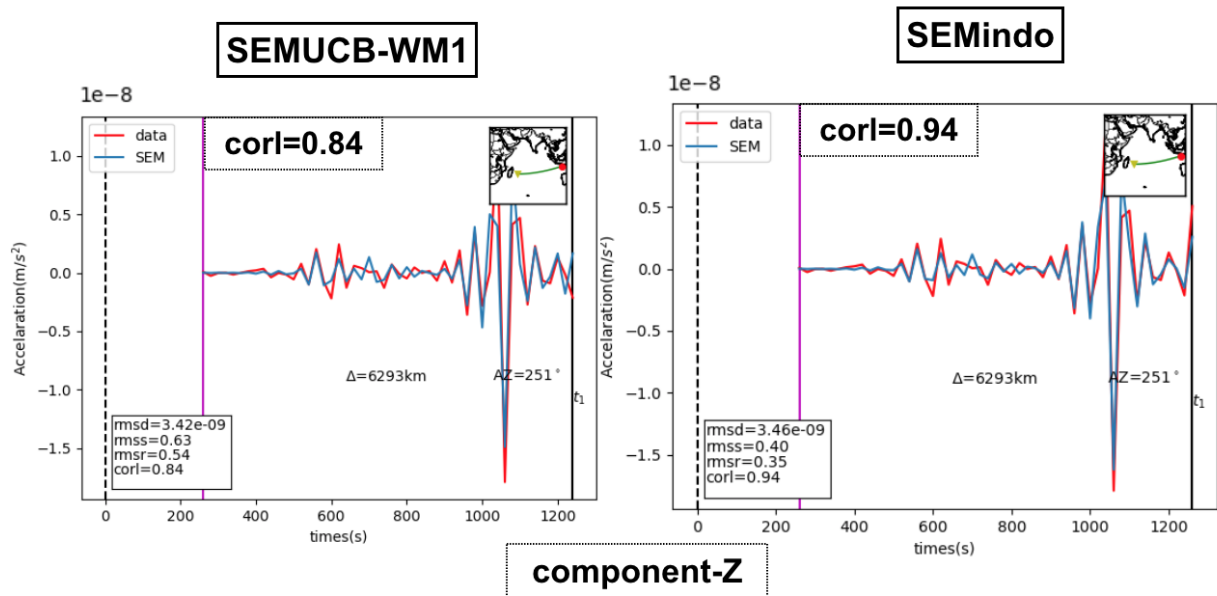 SEMUCB-WM1
SEMindo
1e−8
data
SEM
corl=0.84
1.0
0.5
0.0
−0.5
−1.0
−1.5
Accelaration(m/s²)
Δ=6293km
AZ=251°
t₁
rmsd=3.42e-09
rmss=0.63
rmsr=0.54
corl=0.84
0 200 400 600 800 1000 1200
times(s)
1e−8
data
SEM
corl=0.94
1.0
0.5
0.0
−0.5
−1.0
−1.5
Accelaration(m/s²)
Δ=6293km
AZ=251°
t₁
rmsd=3.46e-09
rmss=0.40
rmsr=0.35
corl=0.94
0 200 400 600 800 1000 1200
times(s)
component-Z